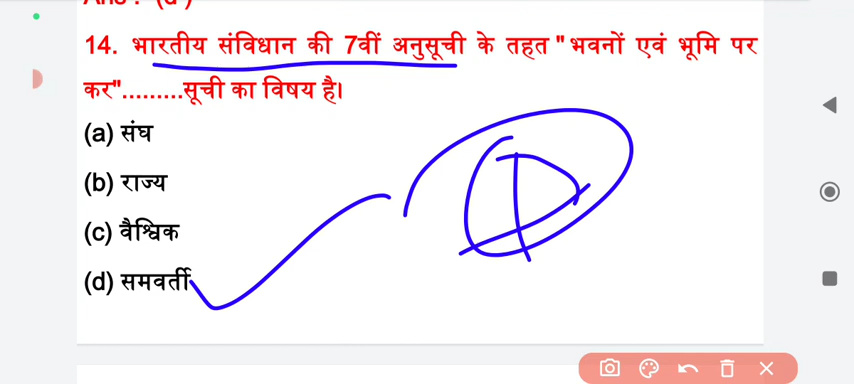 14. भारतीय संविधान की 7वीं अनुसूची के तहत " भवनों एवं भूमि पर
कर".........सूची का विषय है।
(a) संघ
(b) राज्य
(c) वैश्विक
(d) समवर्ती